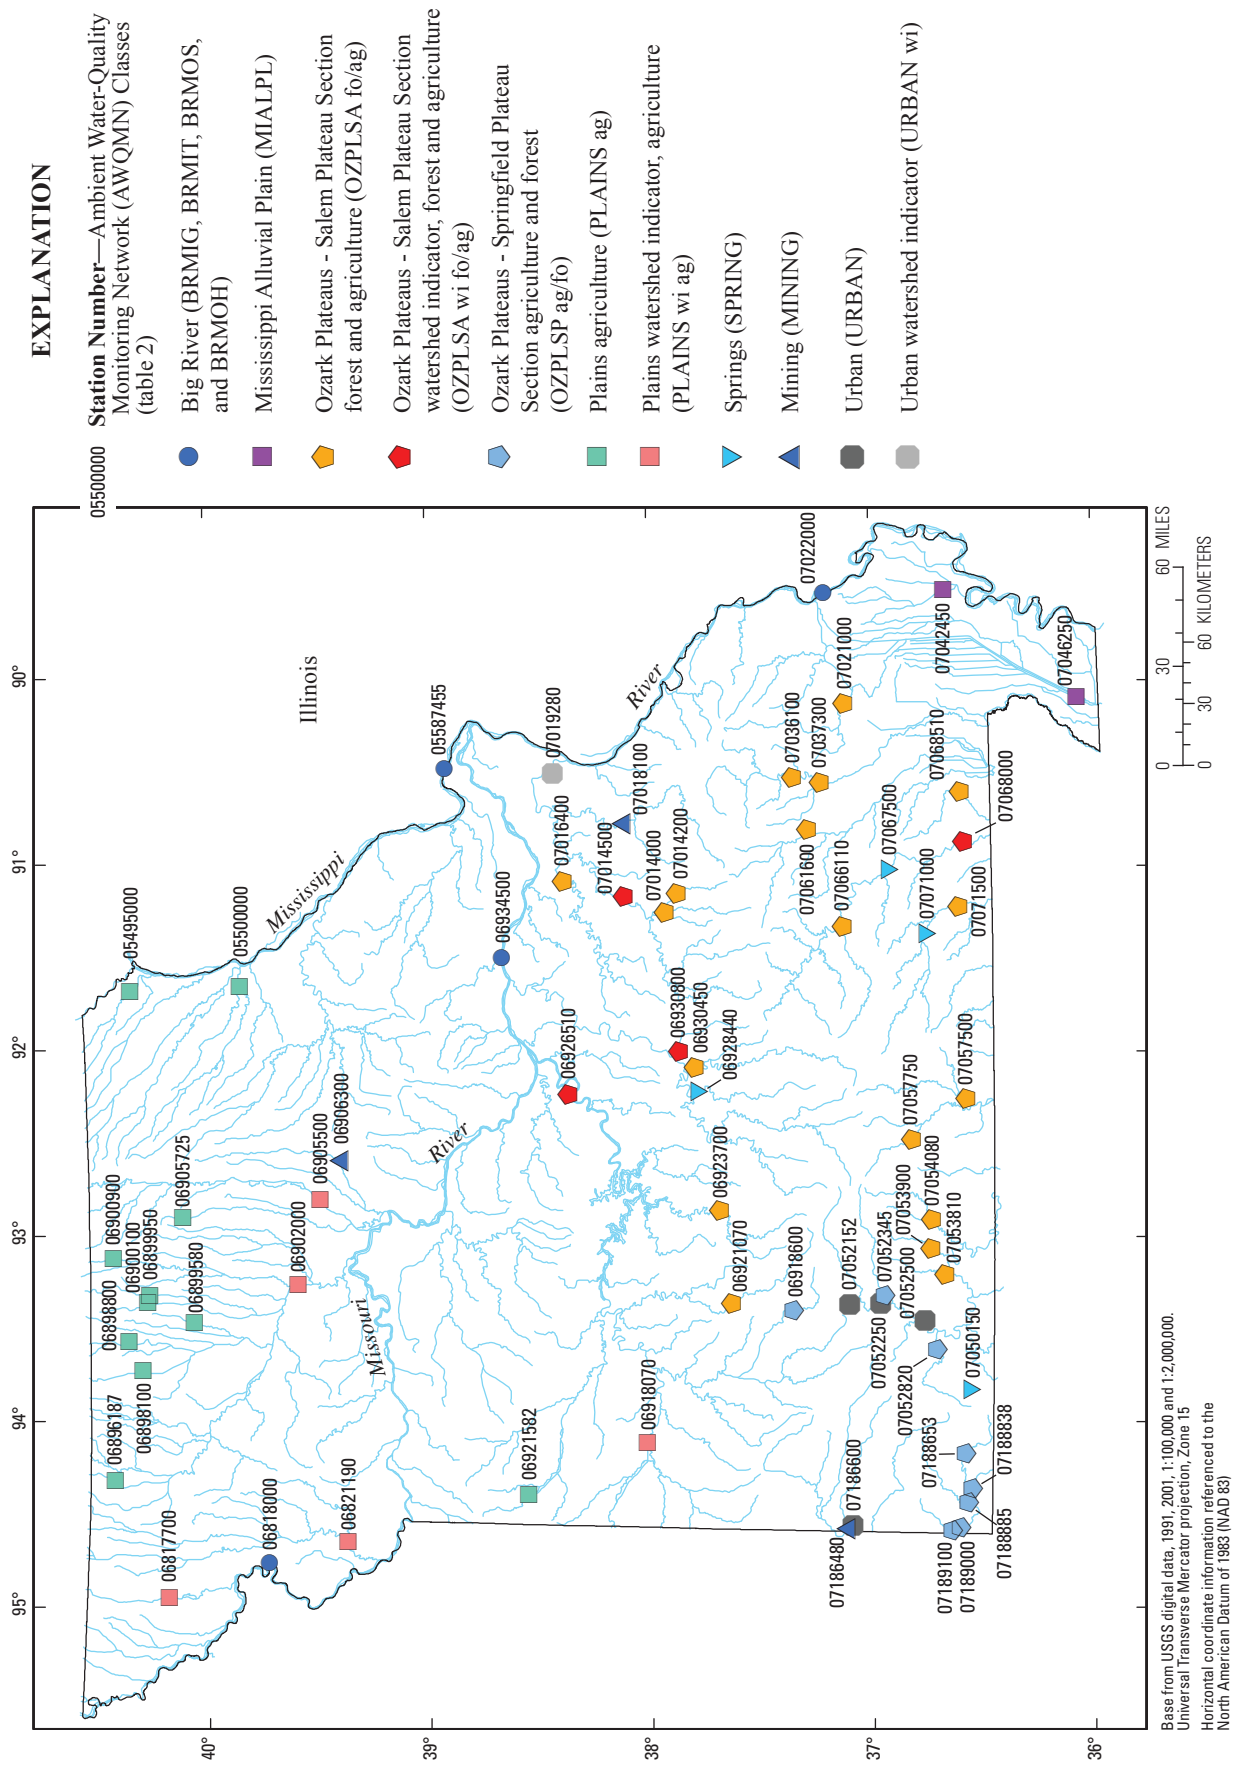 95°
94°
93°
92°
91°
90°
40°
39°
38°
37°
36°
Illinois
Mississippi
River
Missouri
River
06817700
06896187
06898100
06898800
06900100
06899950
06900900
06899580
06905725
05495000
05500000
06818000
06821190
06902000
06905500
06906300
05587455
06934500
07019280
06926510
07016400
06921582
06918070
07014500
07018100
07014000
07014200
06930800
06930450
06928440
06923700
06921070
06918600
07022000
07021000
07036100
07037300
07061600
07066110
07067500
07071000
07042450
07046250
07068510
07068000
07071500
07057500
07057750
07054080
07053900
07053810
07052152
07052345
07052500
07052250
07052820
07050150
07186600
07186480
07188653
07188838
07188885
07189100
07189000
0 30 60 MILES
0 30 60 KILOMETERS
Base from USGS digital data, 1991, 2001, 1:100,000 and 1:2,000,000.
Universal Transverse Mercator projection, Zone 15
Horizontal coordinate information referenced to the
North American Datum of 1983 (NAD 83)
EXPLANATION
05500000 Station Number—Ambient Water-Quality
Monitoring Network (AWQMN) Classes
(table 2)
Big River (BRMIG, BRMIT, BRMOS,
and BRMOH)
Mississippi Alluvial Plain (MIALPL)
Ozark Plateaus - Salem Plateau Section
forest and agriculture (OZPLSA fo/ag)
Ozark Plateaus - Salem Plateau Section
watershed indicator, forest and agriculture
(OZPLSA wi fo/ag)
Ozark Plateaus - Springfield Plateau
Section agriculture and forest
(OZPLSP ag/fo)
Plains agriculture (PLAINS ag)
Plains watershed indicator, agriculture
(PLAINS wi ag)
Springs (SPRING)
Mining (MINING)
Urban (URBAN)
Urban watershed indicator (URBAN wi)